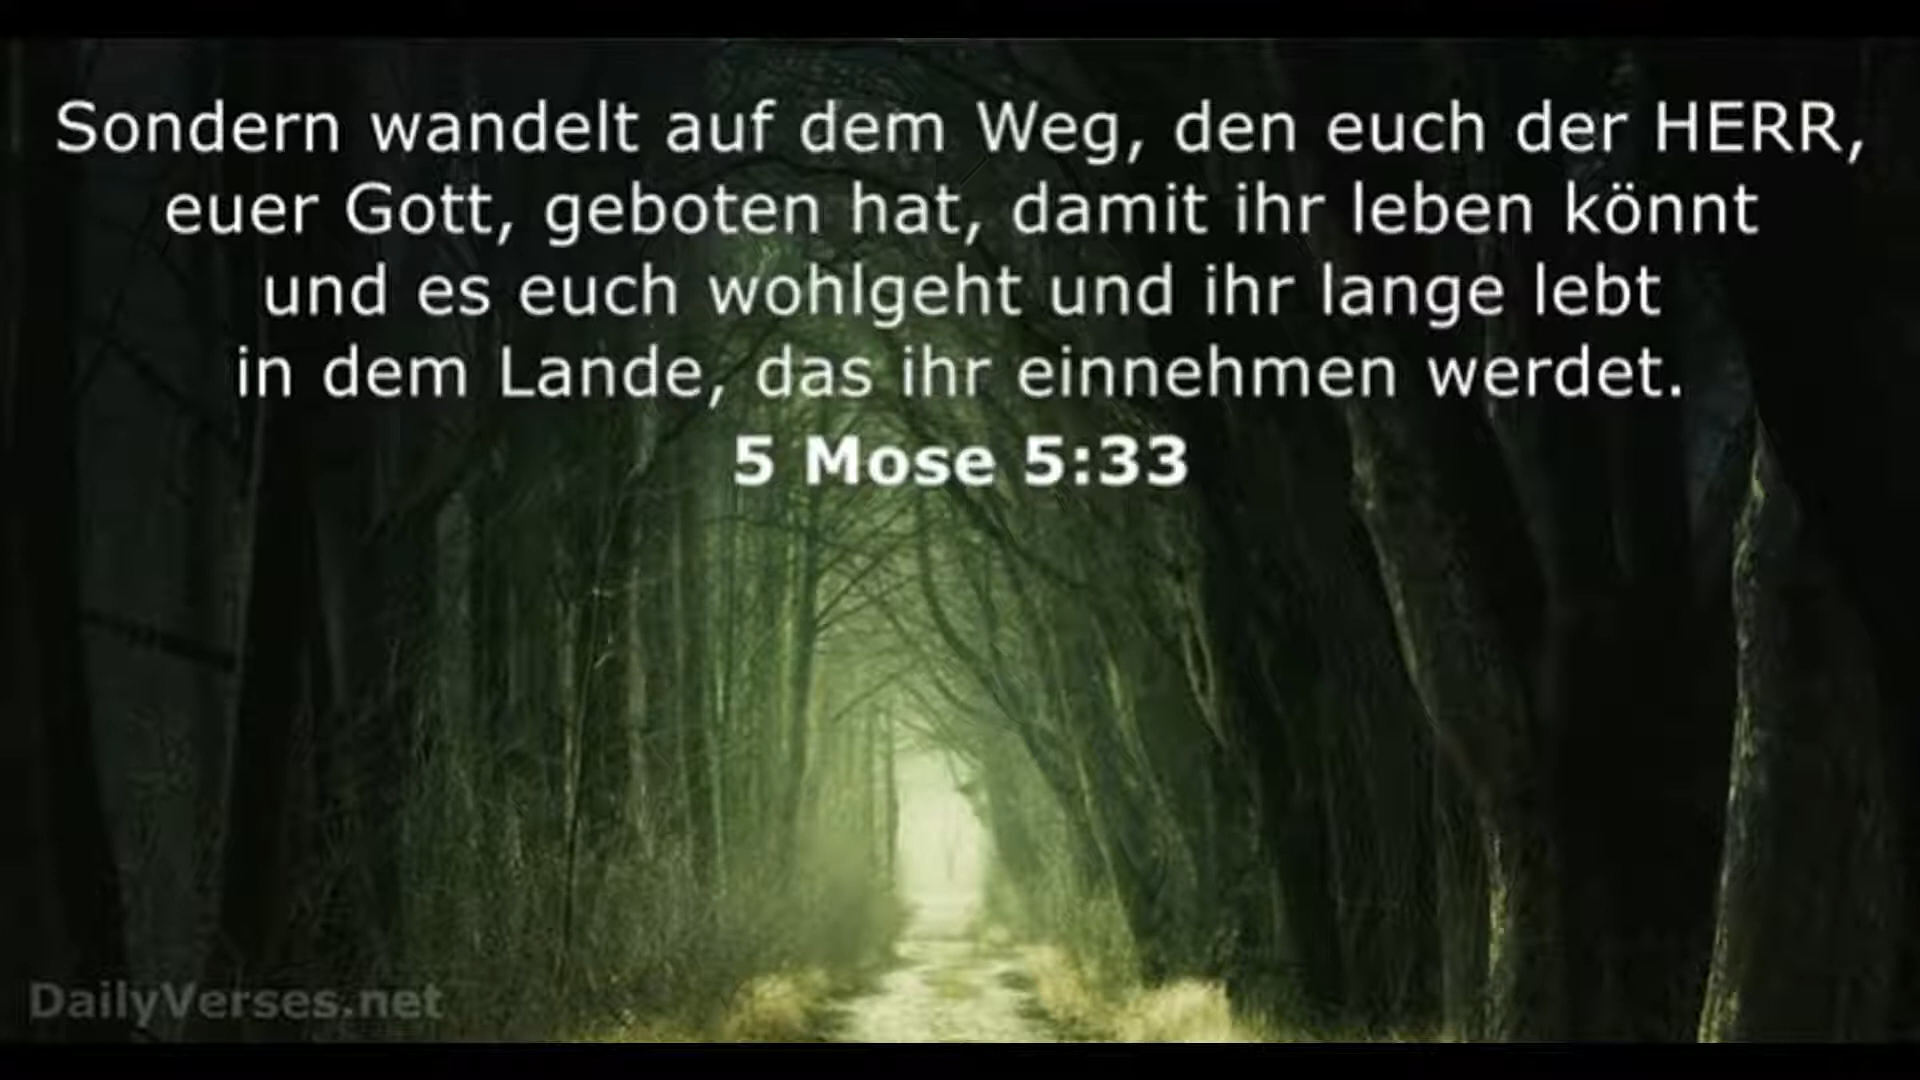 Sondern wandelt auf dem Weg, den euch der HERR,
euer Gott, geboten hat, damit ihr leben könnt
und es euch wohlgeht und ihr lange lebt
in dem Lande, das ihr einnehmen werdet.
5 Mose 5:33
DailyVerses.net